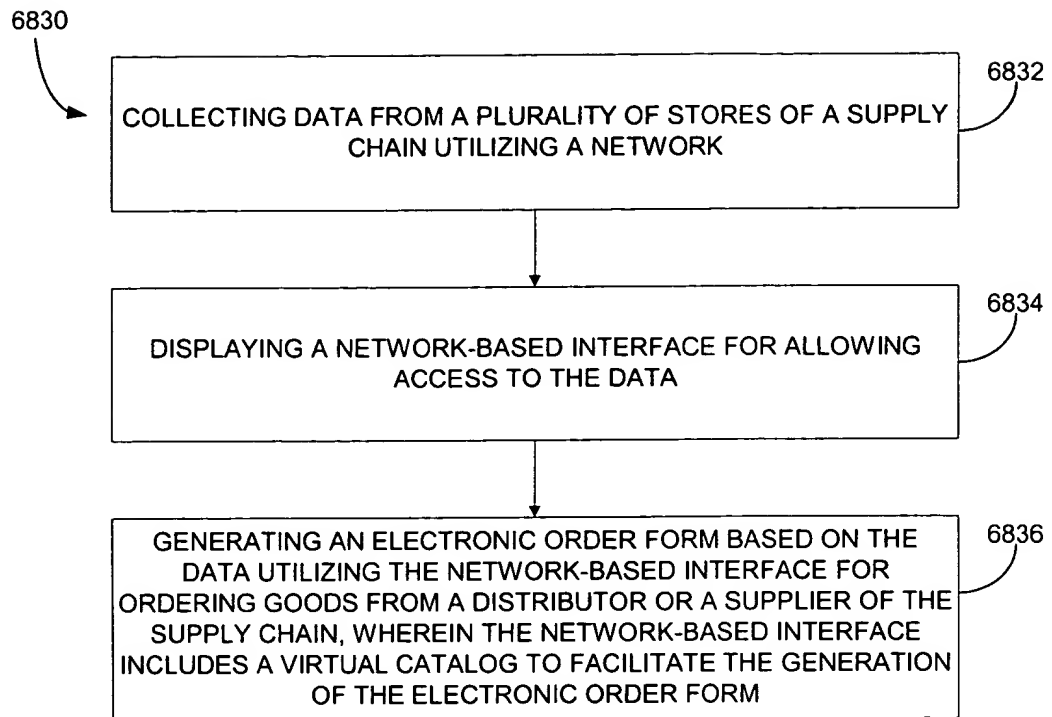 6830
6832
COLLECTING DATA FROM A PLURALITY OF STORES OF A SUPPLY
CHAIN UTILIZING A NETWORK
6834
DISPLAYING A NETWORK-BASED INTERFACE FOR ALLOWING
ACCESS TO THE DATA
6836
GENERATING AN ELECTRONIC ORDER FORM BASED ON THE
DATA UTILIZING THE NETWORK-BASED INTERFACE FOR
ORDERING GOODS FROM A DISTRIBUTOR OR A SUPPLIER OF THE
SUPPLY CHAIN, WHEREIN THE NETWORK-BASED INTERFACE
INCLUDES A VIRTUAL CATALOG TO FACILITATE THE GENERATION
OF THE ELECTRONIC ORDER FORM